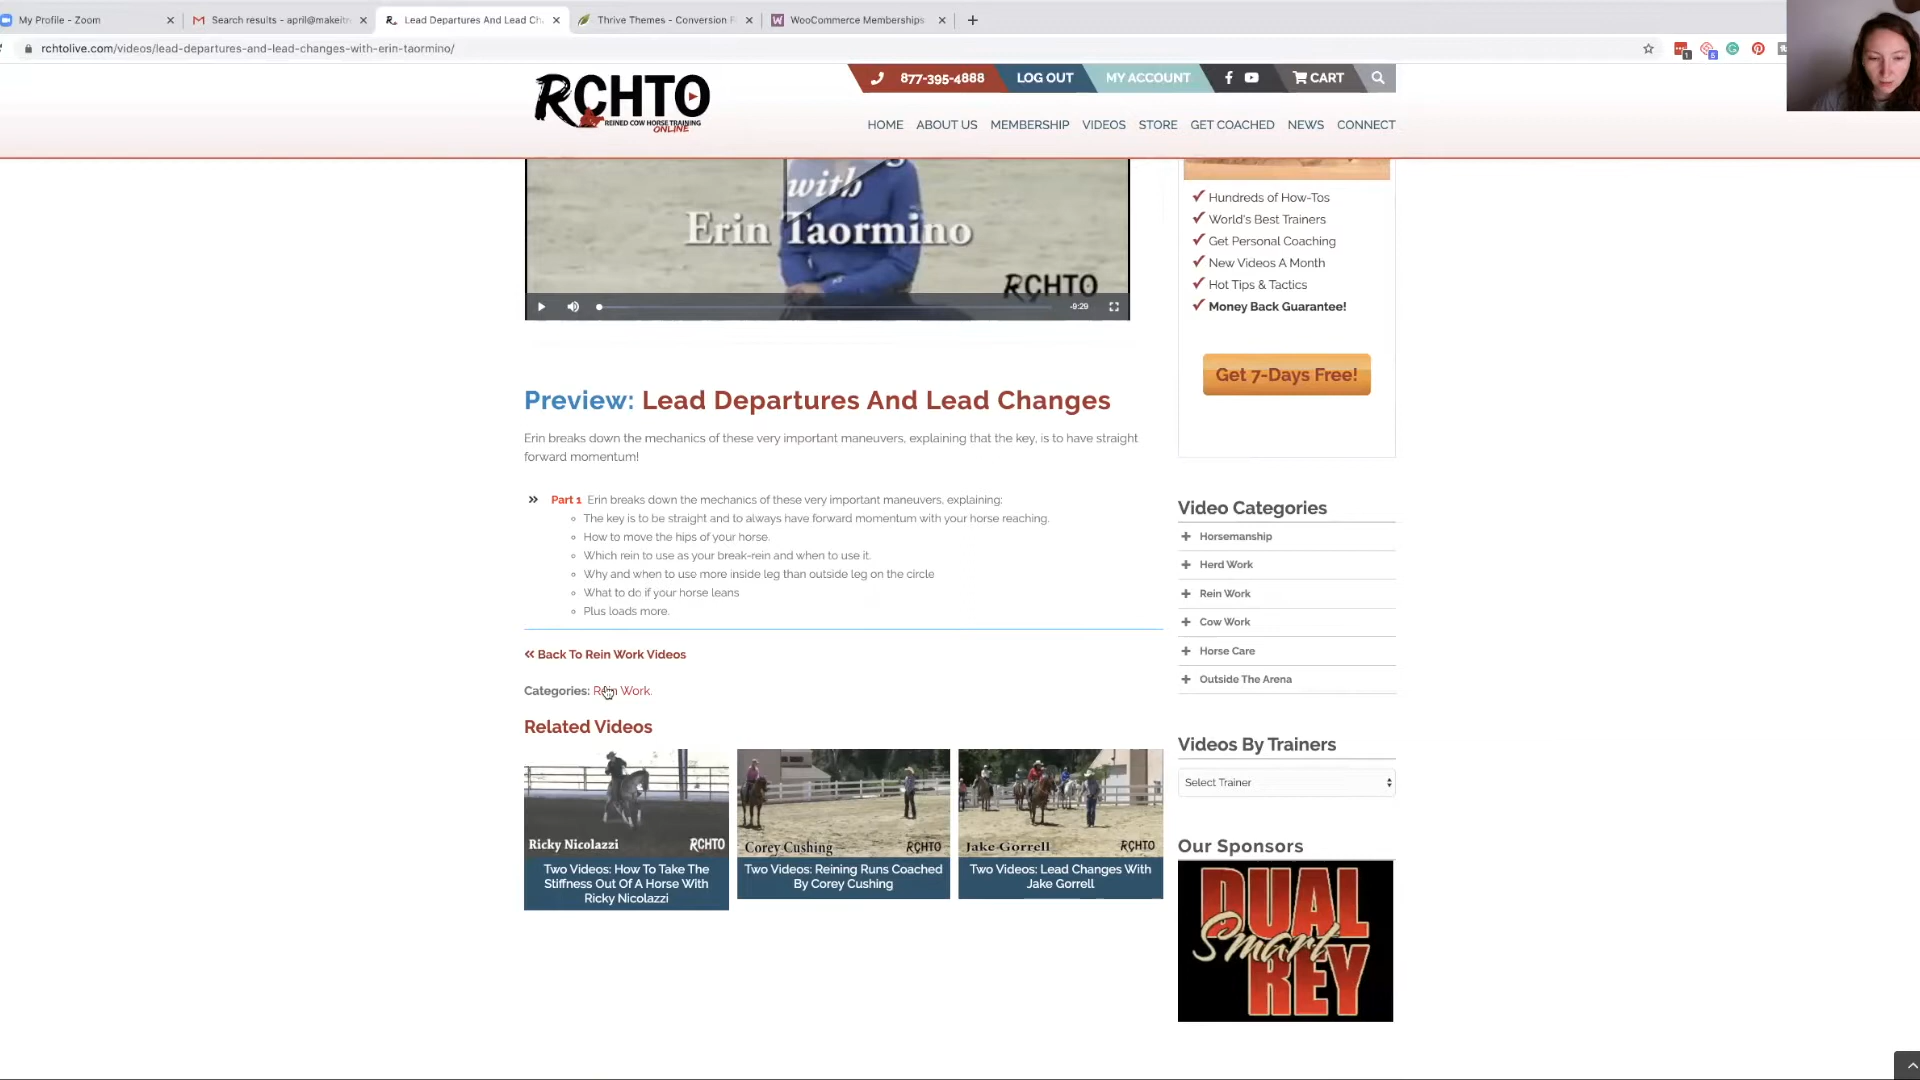 My Profile - Zoom
Search results - april@makeitn
Lead Departures And Lead Ch
Thrive Themes - Conversion F
WooCommerce Memberships
rchtolive.com/videos/lead-departures-and-lead-changes-with-erin-taormino/
RCHTO
REINED COW HORSE TRAINING
ONLINE
877-395-4888
LOG OUT
MY ACCOUNT
CART
HOME ABOUT US MEMBERSHIP VIDEOS STORE GET COACHED NEWS CONNECT
with
Erin Taormino
RCHTO
-9:29
Hundreds of How-Tos
World's Best Trainers
Get Personal Coaching
New Videos A Month
Hot Tips & Tactics
Money Back Guarantee!
Get 7-Days Free!
Preview: Lead Departures And Lead Changes
Erin breaks down the mechanics of these very important maneuvers, explaining that the key, is to have straight
forward momentum!
Part 1 Erin breaks down the mechanics of these very important maneuvers, explaining:
The key is to be straight and to always have forward momentum with your horse reaching.
How to move the hips of your horse.
Which rein to use as your break-rein and when to use it.
Why and when to use more inside leg than outside leg on the circle
What to do if your horse leans
Plus loads more.
« Back To Rein Work Videos
Categories: Rein Work.
Related Videos
Ricky Nicolazzi RCHTO
Two Videos: How To Take The
Stiffness Out Of A Horse With
Ricky Nicolazzi
Corey Cushing RCHTO
Two Videos: Reining Runs Coached
By Corey Cushing
Jake Gorrell RCHTO
Two Videos: Lead Changes With
Jake Gorrell
Video Categories
Horsemanship
Herd Work
Rein Work
Cow Work
Horse Care
Outside The Arena
Videos By Trainers
Select Trainer
Our Sponsors
DUAL
Smart
REY